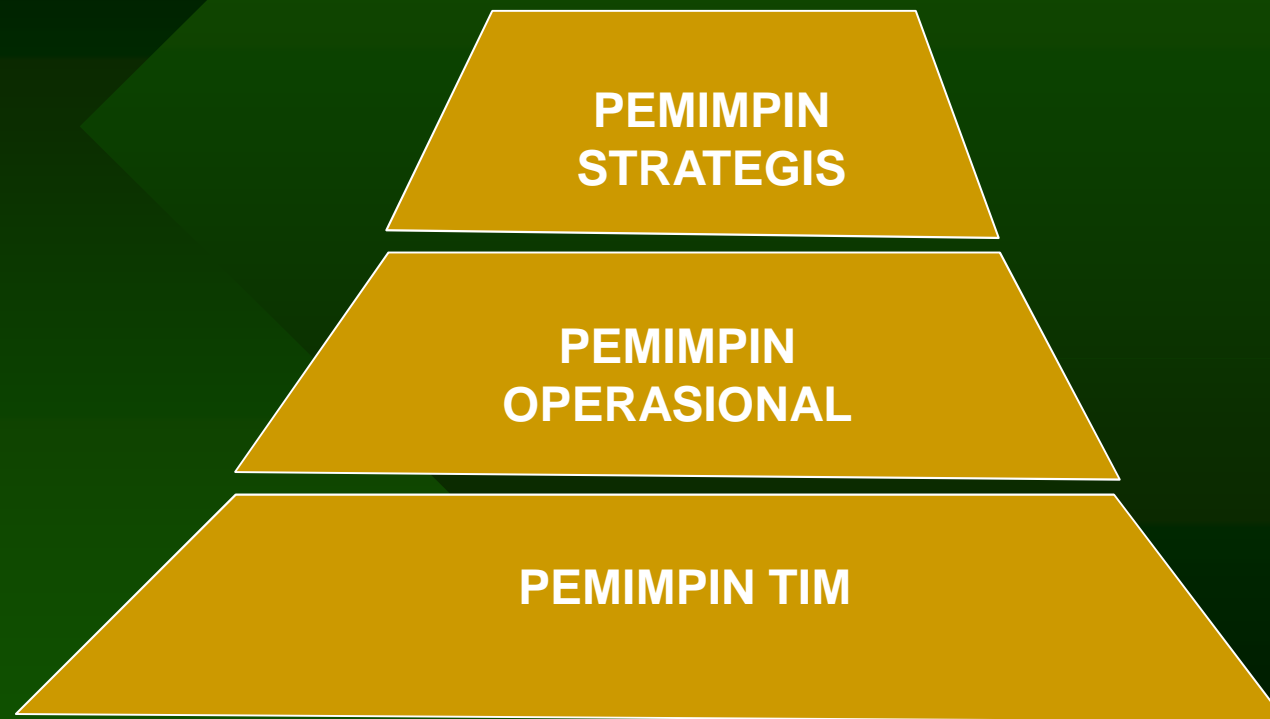 PEMIMPIN
STRATEGIS
PEMIMPIN
OPERASIONAL
PEMIMPIN TIM